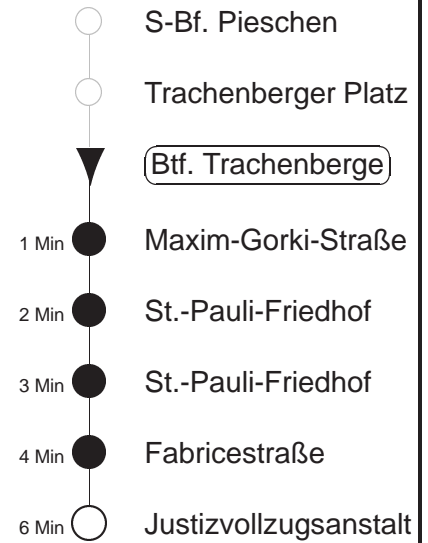 S-Bf. Pieschen
Trachenberger Platz
Btf. Trachenberge
1 Min Maxim-Gorki-Straße
2 Min St.-Pauli-Friedhof
3 Min St.-Pauli-Friedhof
4 Min Fabricestraße
6 Min Justizvollzugsanstalt